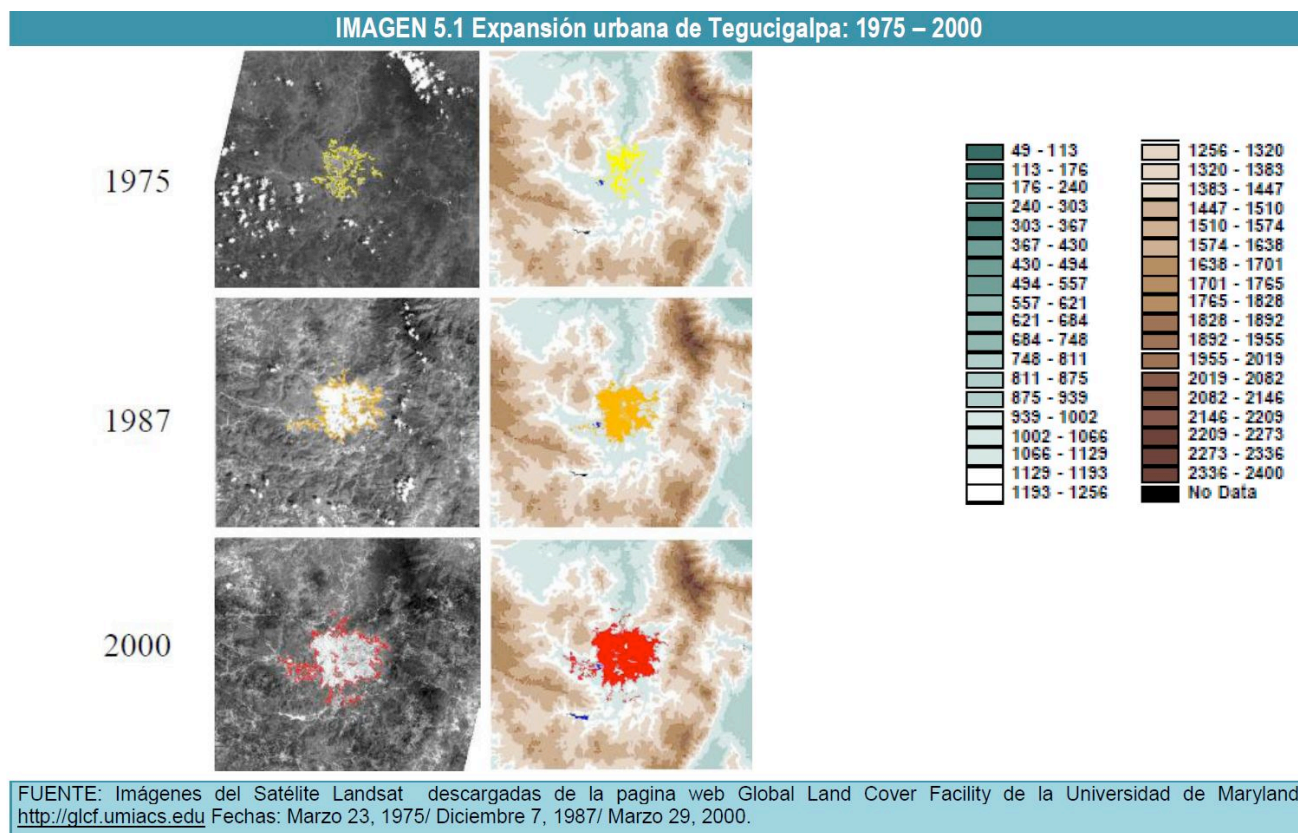 IMAGEN 5.1 Expansión urbana de Tegucigalpa: 1975 – 2000
1975
1987
2000
49 - 113
113 - 176
176 - 240
240 - 303
303 - 367
367 - 430
430 - 494
494 - 557
557 - 621
621 - 684
684 - 748
748 - 811
811 - 875
875 - 939
939 - 1002
1002 - 1066
1066 - 1129
1129 - 1193
1193 - 1256
1256 - 1320
1320 - 1383
1383 - 1447
1447 - 1510
1510 - 1574
1574 - 1638
1638 - 1701
1701 - 1765
1765 - 1828
1828 - 1892
1892 - 1955
1955 - 2019
2019 - 2082
2082 - 2146
2146 - 2209
2209 - 2273
2273 - 2336
2336 - 2400
No Data
FUENTE: Imágenes del Satélite Landsat descargadas de la pagina web Global Land Cover Facility de la Universidad de Maryland
http://glcf.umiacs.edu Fechas: Marzo 23, 1975/ Diciembre 7, 1987/ Marzo 29, 2000.